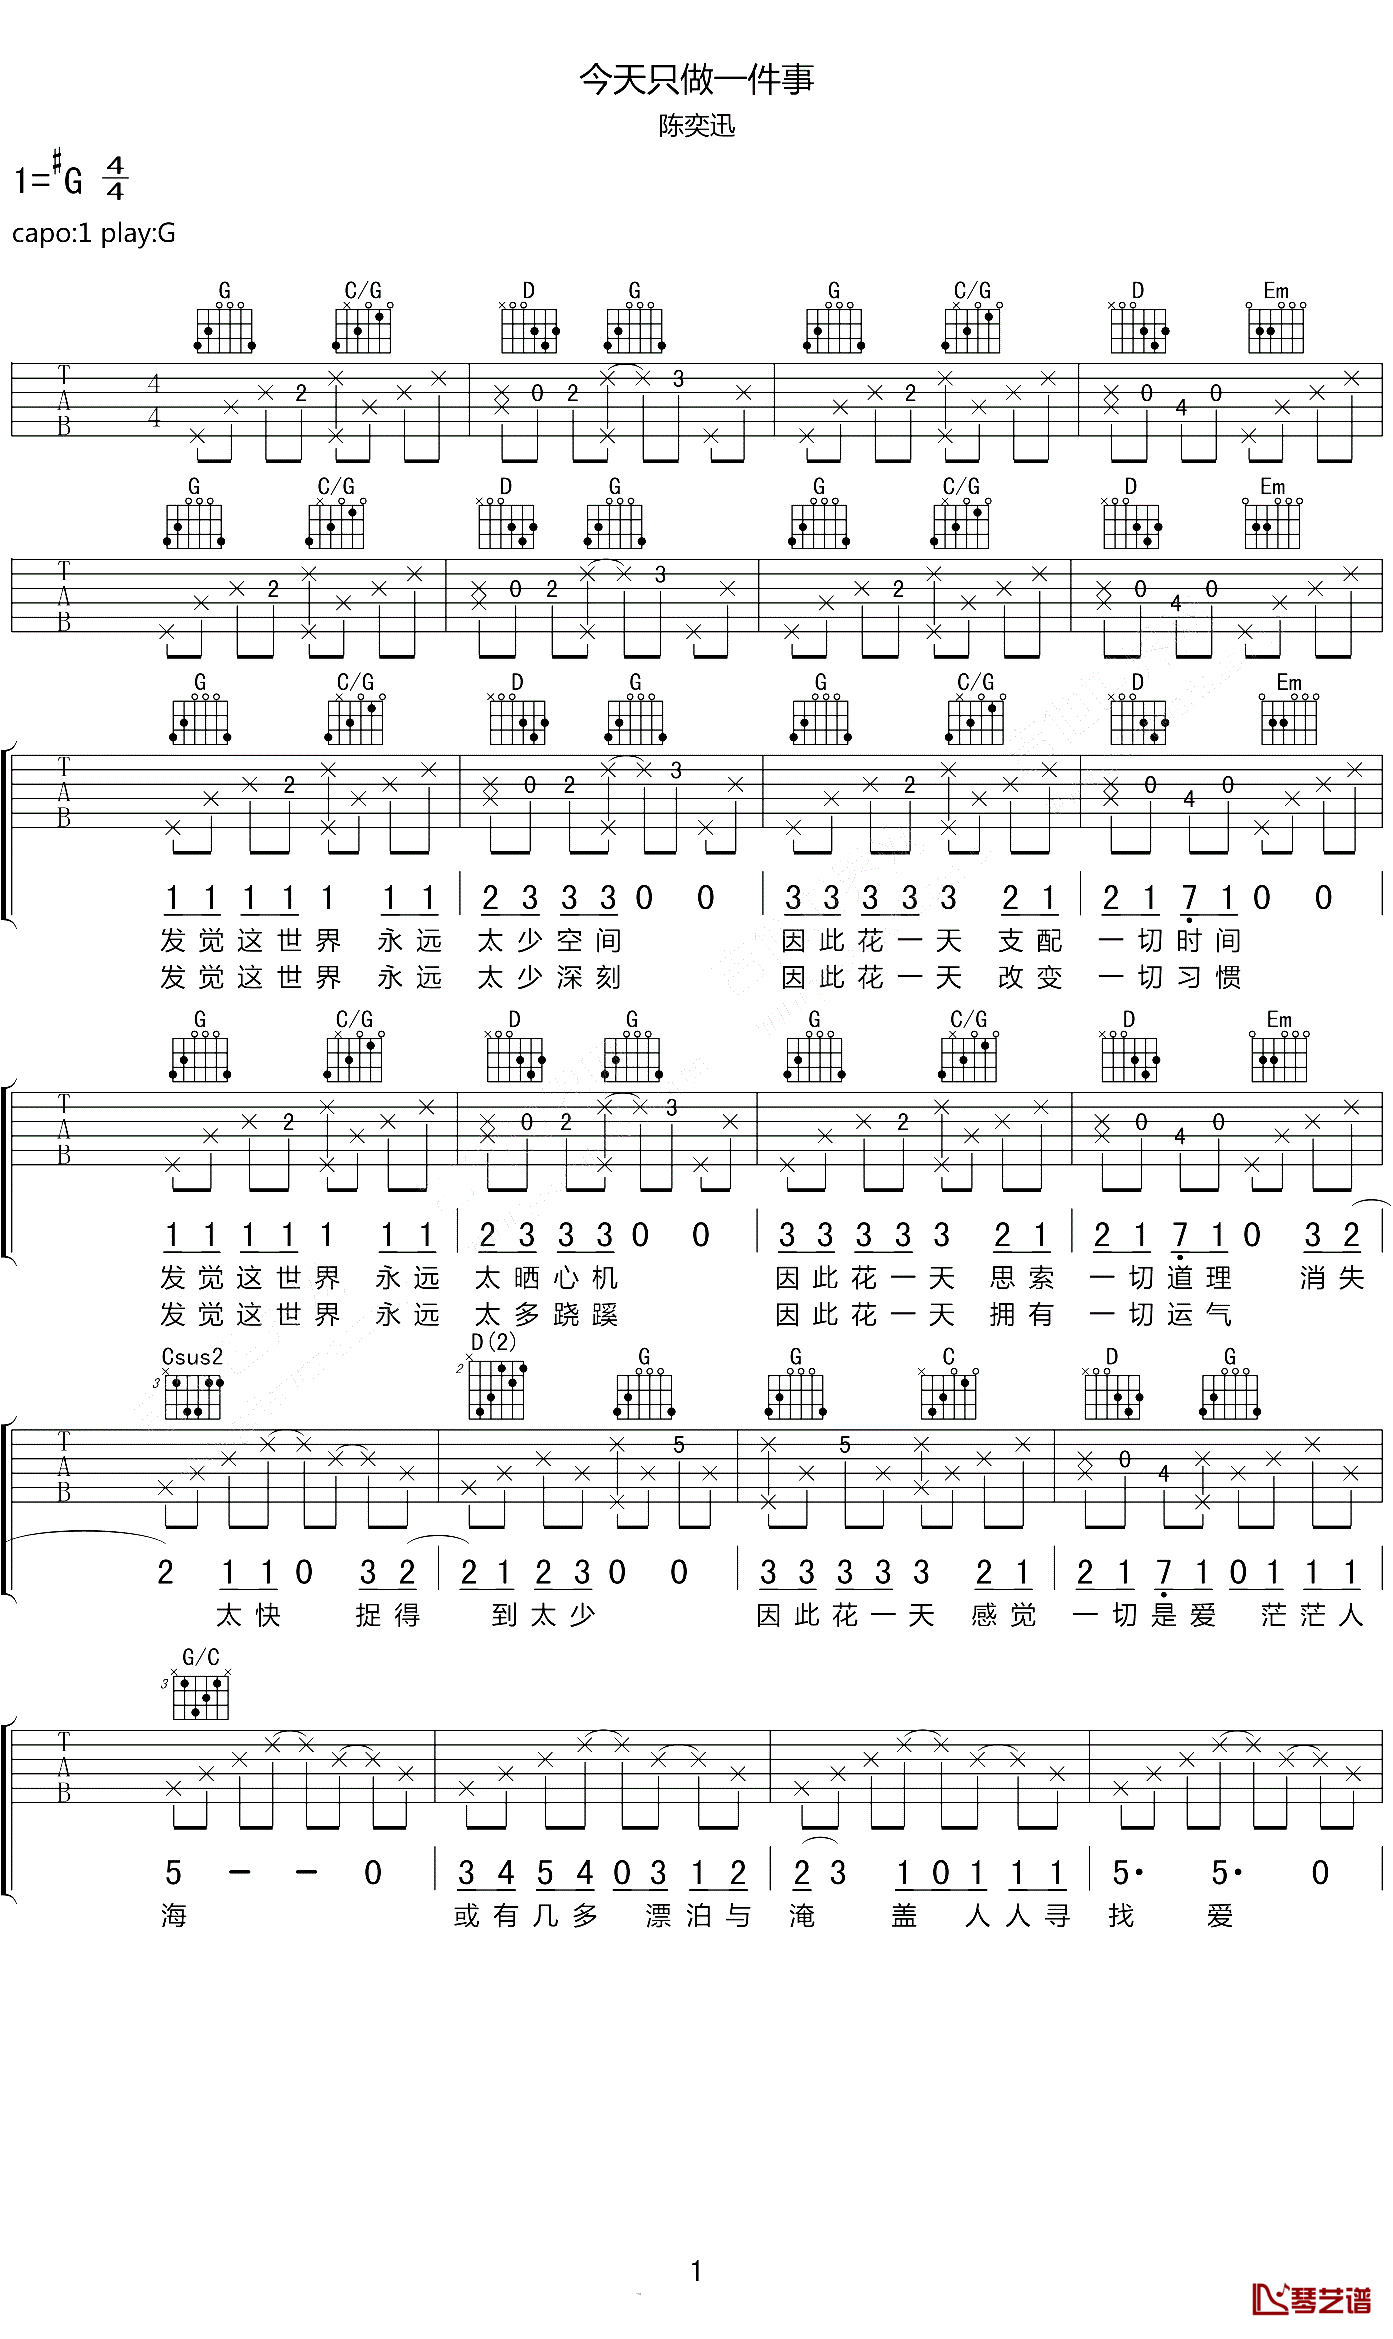 今天只做一件事
陈奕迅
1=#G 4/4
capo:1 play:G
G C/G D G G C/G D Em
T A B 4 4 2 0 2 3 2 0 4 0
G C/G D G G C/G D Em
T A B 2 0 2 3 2 0 4 0
G C/G D G G C/G D Em
T A B 2 0 2 3 2 0 4 0
1 1 1 1 1 1 1 | 2 3 3 3 0 0 | 3 3 3 3 3 2 1 | 2 1 7 1 0 0 |
发觉这世界 永远 太少空间 因此花一天 支配 一切时间
发觉这世界 永远 太少深刻 因此花一天 改变 一切习惯
G C/G D G G C/G D Em
T A B 2 0 2 3 2 0 4 0
1 1 1 1 1 1 1 | 2 3 3 3 0 0 | 3 3 3 3 3 2 1 | 2 1 7 1 0 3 2
发觉这世界 永远 太晒心机 因此花一天 思索 一切道理 消失
发觉这世界 永远 太多跷蹊 因此花一天 拥有 一切运气
Csus2 D(2) G G C D G
3 2
T A B 5 5 0 4
2 1 1 0 3 2 | 2 1 2 3 0 0 | 3 3 3 3 3 2 1 | 2 1 7 1 0 1 1 1 |
太快 捉得 到太少 因此花一天 感觉 一切是爱 茫茫人
G/C
3
T A B
5 - - 0 | 3 4 5 4 0 3 1 2 | 2 3 1 0 1 1 1 | 5· 5· 0 |
海 或有几多 漂泊与 淹 盖 人人寻 找 爱
1
琴艺谱